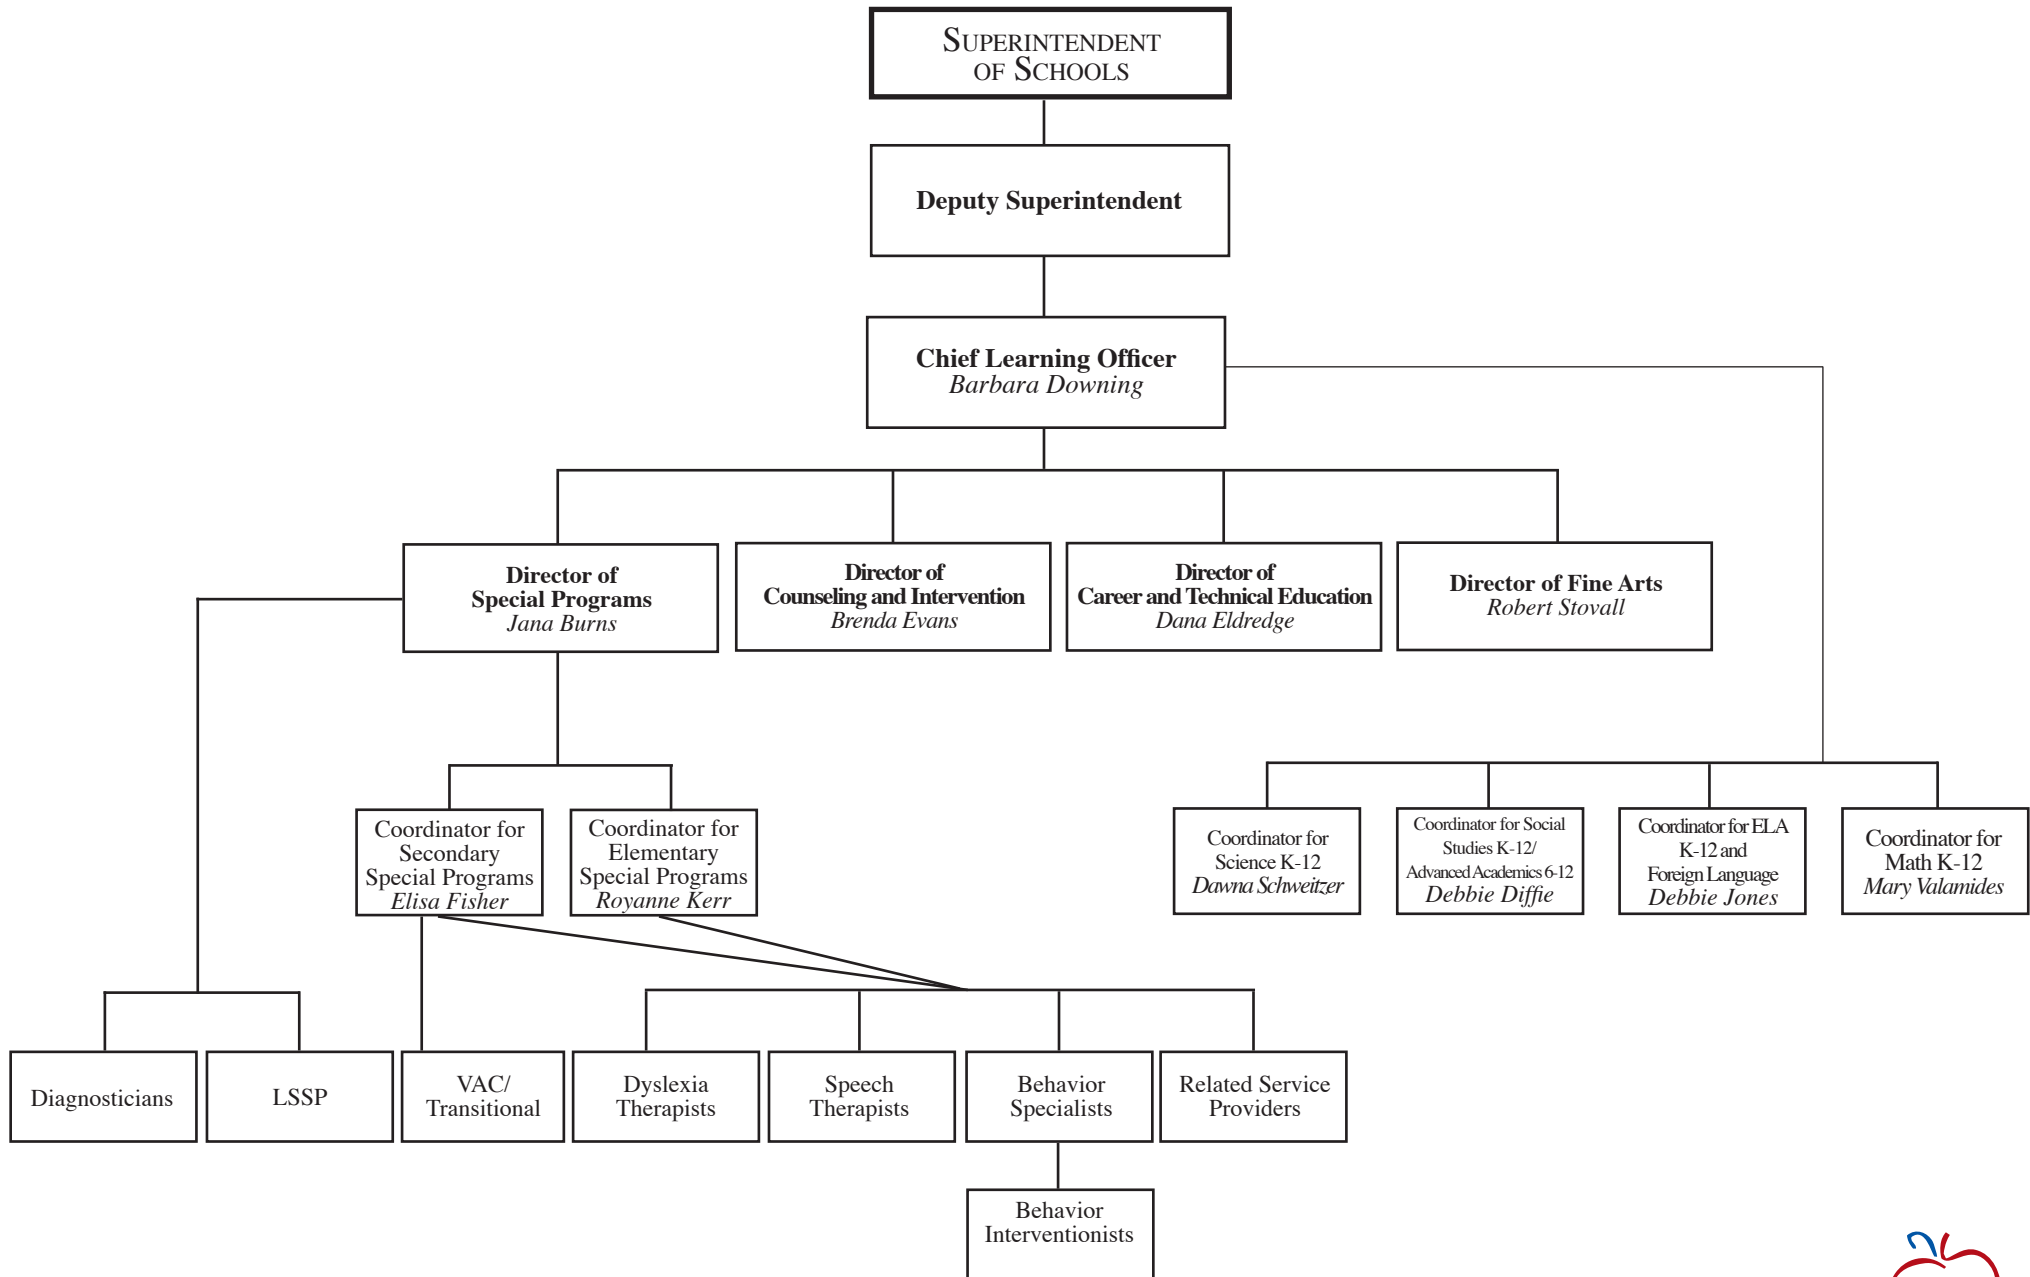 SUPERINTENDENT
OF SCHOOLS
Deputy Superintendent
Chief Learning Officer
Barbara Downing
Director of
Special Programs
Jana Burns
Director of
Counseling and Intervention
Brenda Evans
Director of
Career and Technical Education
Dana Eldredge
Director of Fine Arts
Robert Stovall
Coordinator for
Secondary
Special Programs
Elisa Fisher
Coordinator for
Elementary
Special Programs
Royanne Kerr
Coordinator for
Science K-12
Dawna Schweitzer
Coordinator for Social
Studies K-12/
Advanced Academics 6-12
Debbie Diffie
Coordinator for ELA
K-12 and
Foreign Language
Debbie Jones
Coordinator for
Math K-12
Mary Valamides
Diagnosticians
LSSP
VAC/
Transitional
Dyslexia
Therapists
Speech
Therapists
Behavior
Specialists
Related Service
Providers
Behavior
Interventionists